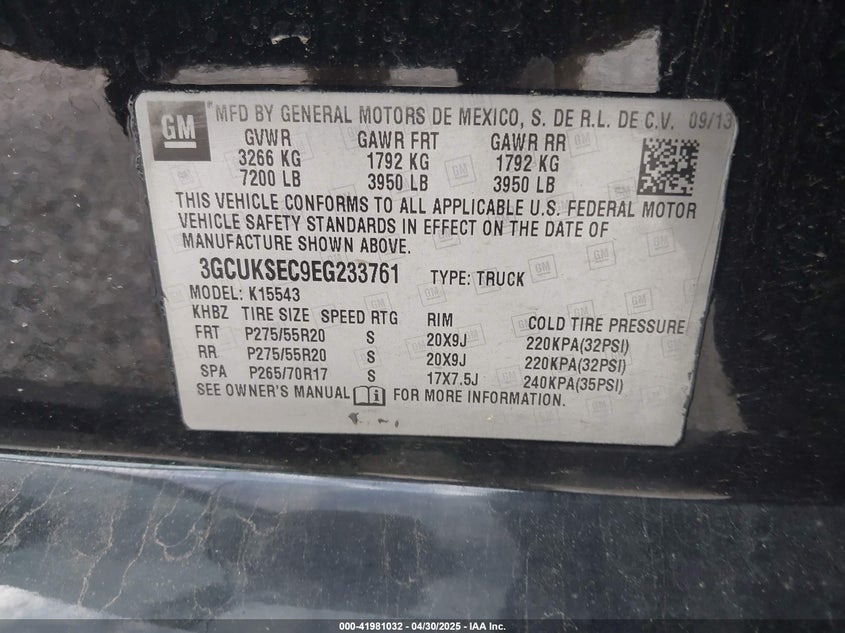 GM MFD BY GENERAL MOTORS DE MEXICO, S. DE R.L. DE C.V. 09/13
GVWR GAWR FRT GAWR RR
3266 KG 1792 KG 1792 KG
7200 LB 3950 LB 3950 LB
THIS VEHICLE CONFORMS TO ALL APPLICABLE U.S. FEDERAL MOTOR
VEHICLE SAFETY STANDARDS IN EFFECT ON THE DATE OF
MANUFACTURE SHOWN ABOVE.
3GCUKSEC9EG233761 TYPE: TRUCK
MODEL: K15543
KHBZ TIRE SIZE SPEED RTG RIM COLD TIRE PRESSURE
FRT P275/55R20 S 20X9J 220KPA(32PSI)
RR P275/55R20 S 20X9J 220KPA(32PSI)
SPA P265/70R17 S 17X7.5J 240KPA(35PSI)
SEE OWNER'S MANUAL FOR MORE INFORMATION.
000-41981032 - 04/30/2025 - IAA Inc.